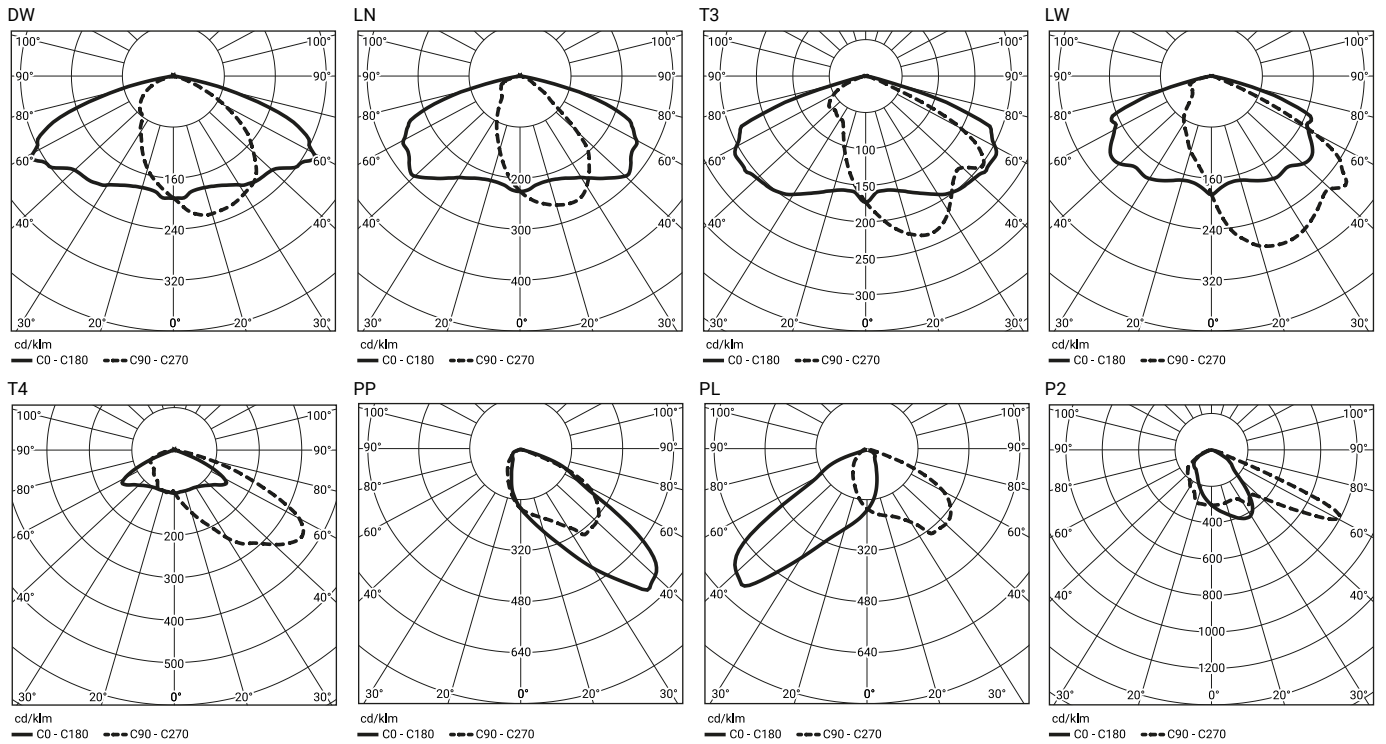 DW LN T3 LW
100° 100° 100° 100° 100° 100° 100° 100°
90° 90° 90° 90° 90° 90° 90° 90°
80° 80° 80° 80° 80° 80° 80° 80°
100
60° 60° 60° 60° 60° 60° 60° 60°
160 200 150 160
40° 40° 40° 40° 40° 40° 40° 40°
240 300 200 240
250
320 400 300 320
30° 20° 0° 20° 30° 30° 20° 0° 20° 30° 30° 20° 0° 20° 30° 30° 20° 0° 20° 30°
cd/klm cd/klm cd/klm cd/klm
C0 - C180 C90 - C270 C0 - C180 C90 - C270 C0 - C180 C90 - C270 C0 - C180 C90 - C270
T4 PP PL P2
100° 100° 100° 100° 100° 100° 100° 100°
90° 90° 90° 90° 90° 90° 90° 90°
80° 80° 80° 80° 80° 80° 80° 80°
60° 60° 60° 60° 60° 60° 60° 60°
200 320 320 400
300 600
40° 40° 40° 40° 40° 40° 40° 40°
400 480 480 800
500 640 640 1000
1200
30° 20° 0° 20° 30° 30° 20° 0° 20° 30° 30° 20° 0° 20° 30° 30° 20° 0° 20° 30°
cd/klm cd/klm cd/klm cd/klm
C0 - C180 C90 - C270 C0 - C180 C90 - C270 C0 - C180 C90 - C270 C0 - C180 C90 - C270